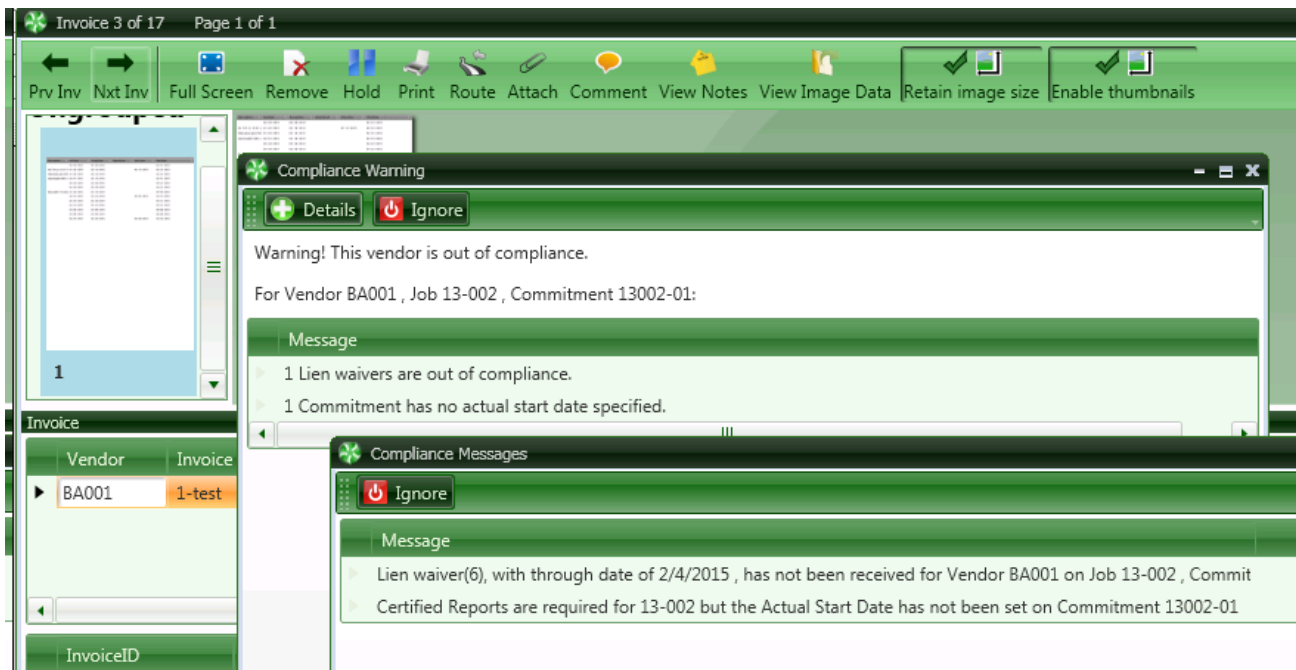 Invoice 3 of 17 Page 1 of 1
Prv Inv Nxt Inv Full Screen Remove Hold Print Route Attach Comment View Notes View Image Data Retain image size Enable thumbnails
Compliance Warning
Details Ignore
Warning! This vendor is out of compliance.
For Vendor BA001 , Job 13-002 , Commitment 13002-01:
Message
1 Lien waivers are out of compliance.
1
1 Commitment has no actual start date specified.
Invoice
Vendor Invoice
BA001 1-test
Compliance Messages
Ignore
Message
Lien waiver(6), with through date of 2/4/2015 , has not been received for Vendor BA001 on Job 13-002 , Commit
Certified Reports are required for 13-002 but the Actual Start Date has not been set on Commitment 13002-01
InvoiceID